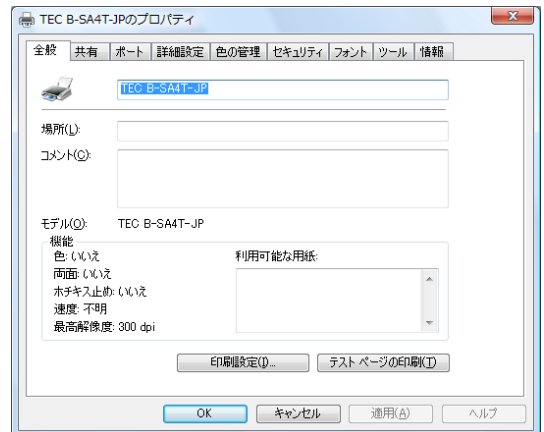 TEC B-SA4T-JPのプロパティ
全般 共有 ポート 詳細設定 色の管理 セキュリティ フォント ツール 情報
TEC B-SA4T-JP
場所(L):
コメント(C):
モデル(O): TEC B-SA4T-JP
機能
色: いいえ 利用可能な用紙:
両面: いいえ
ホチキス止め: いいえ
速度: 不明
最高解像度: 300 dpi
印刷設定(I)... テスト ページの印刷(T)
OK キャンセル 適用(A) ヘルプ